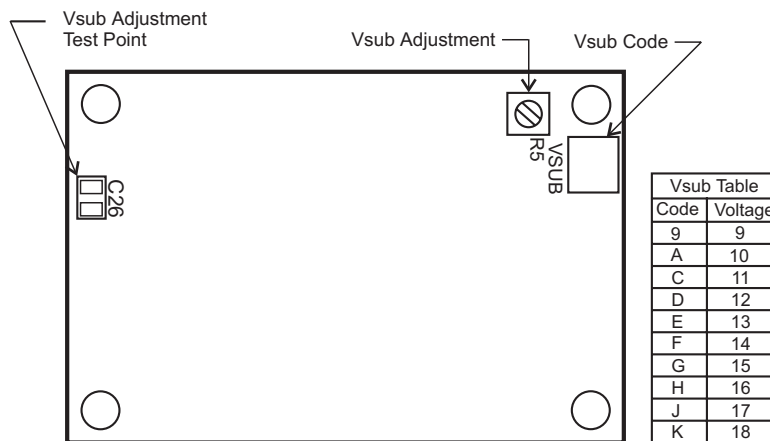 Vsub Adjustment
Test Point
Vsub Adjustment
Vsub Code
R5
VSUB
C26
Vsub Table
Code Voltage
9 9
A 10
C 11
D 12
E 13
F 14
G 15
H 16
J 17
K 18